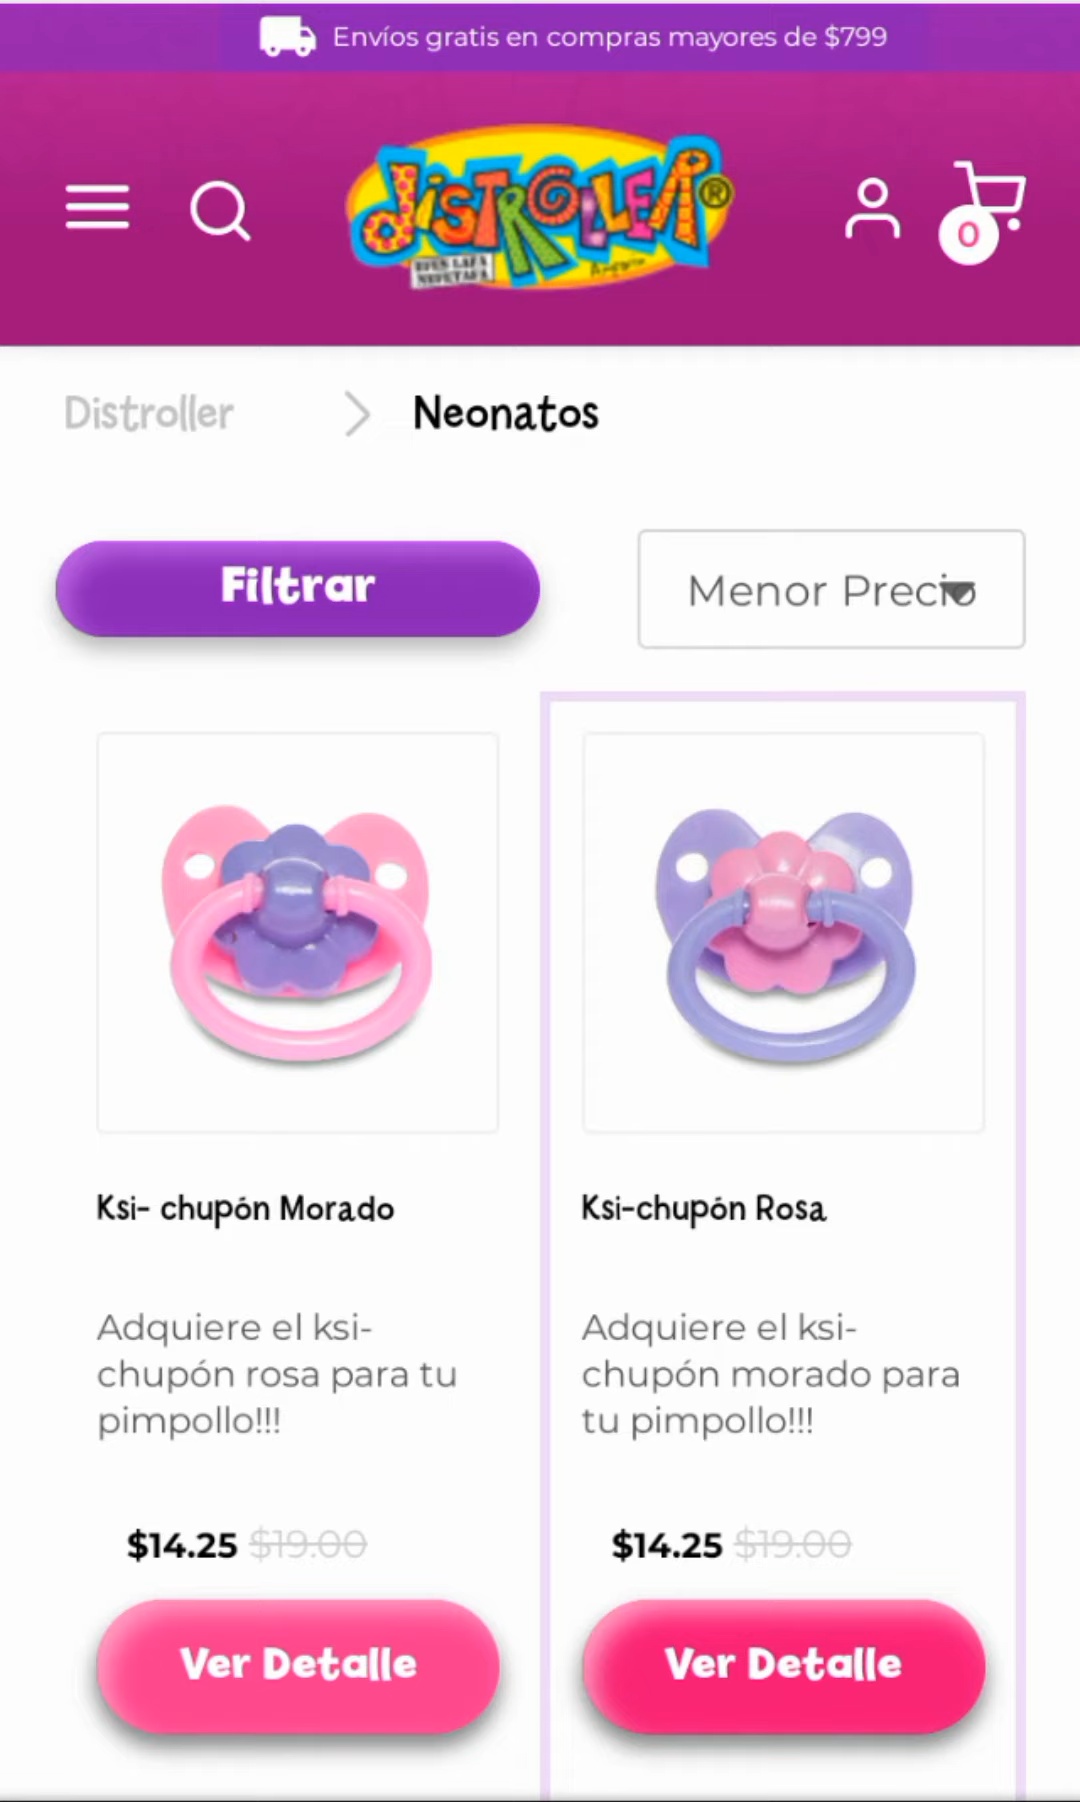 Envíos gratis en compras mayores de $799
DISTROLLER®
0
Distroller > Neonatos
Filtrar
Menor Precio
Ksi- chupón Morado
Adquiere el ksi-
chupón rosa para tu
pimpollo!!!
$14.25 $19.00
Ver Detalle
Ksi-chupón Rosa
Adquiere el ksi-
chupón morado para
tu pimpollo!!!
$14.25 $19.00
Ver Detalle